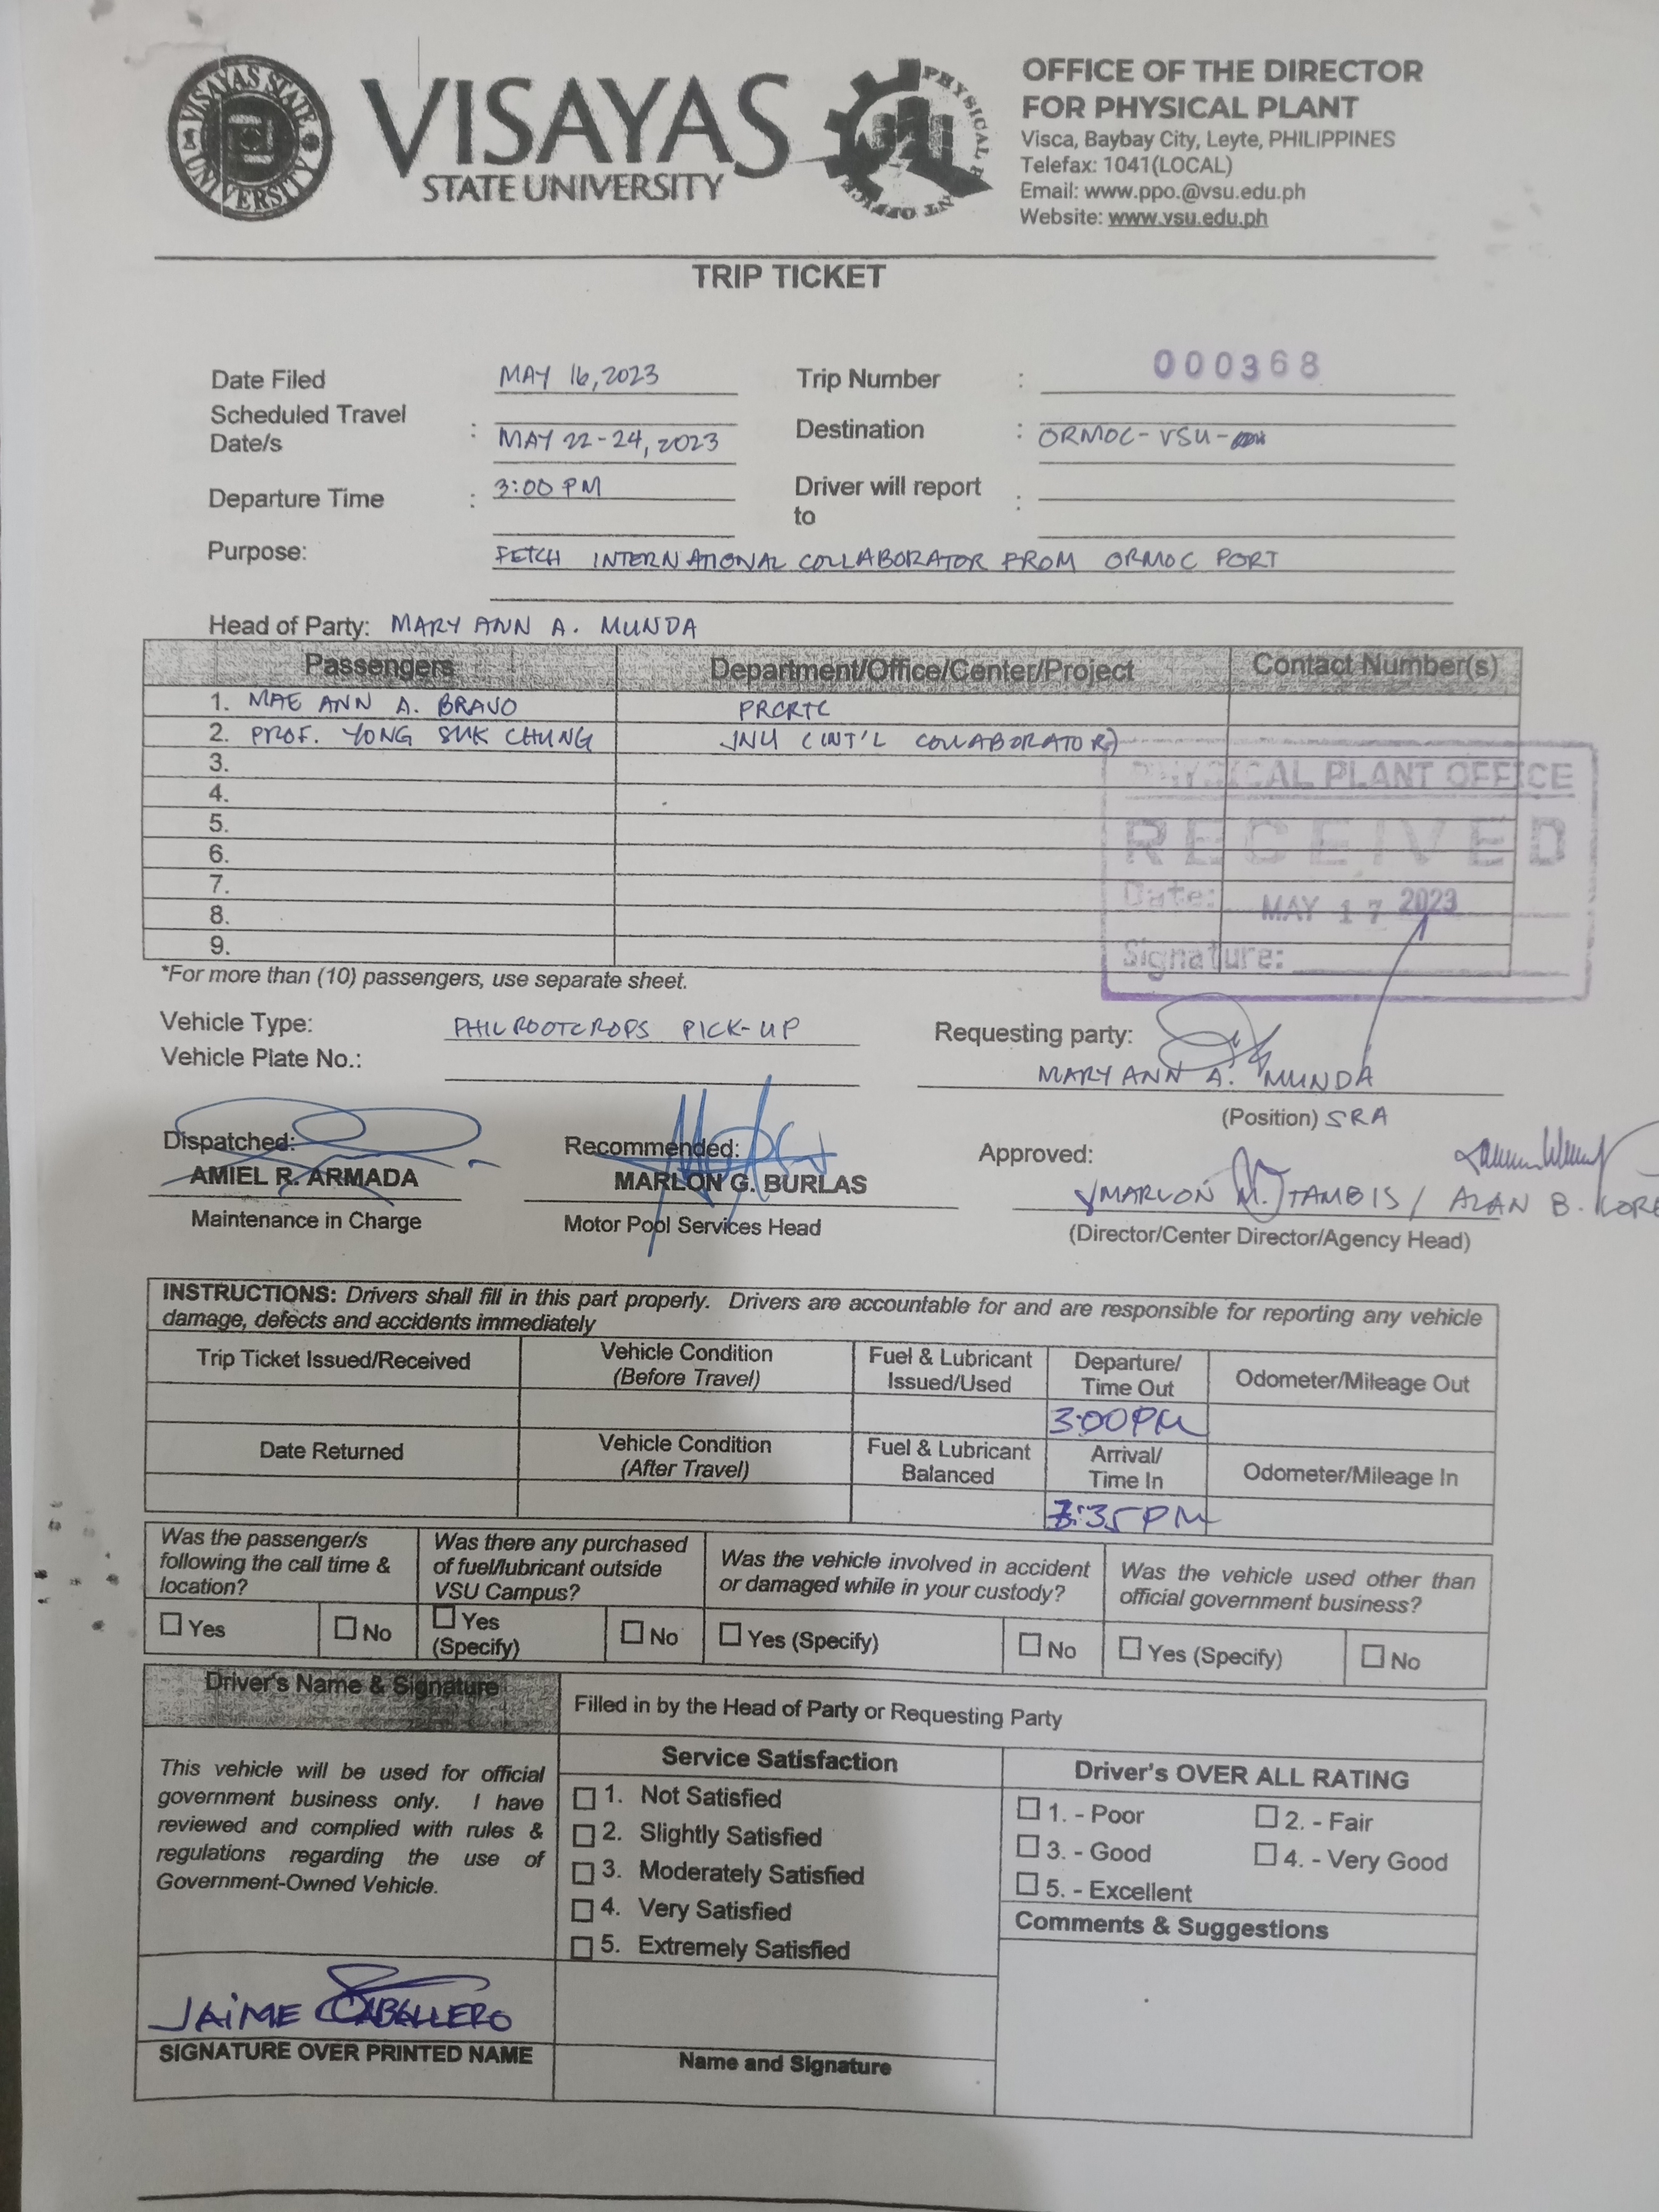 VISAYAS STATE UNIVERSITY
VISAYAS
STATE UNIVERSITY
OFFICE OF THE DIRECTOR
FOR PHYSICAL PLANT
Visca, Baybay City, Leyte, PHILIPPINES
Telefax: 1041(LOCAL)
Email: www.ppo.@vsu.edu.ph
Website: www.vsu.edu.ph
TRIP TICKET
Date Filed MAY 16, 2023 Trip Number : 000368
Scheduled Travel Date/s : MAY 22-24, 2023 Destination : ORMOC-VSU-
Departure Time : 3:00 PM Driver will report to :
Purpose: FETCH INTERNATIONAL COLLABORATOR FROM ORMOC PORT
Head of Party: MARY ANN A. MUNDA
Passengers Department/Office/Center/Project Contact Number(s)
1. MAE ANN A. BRAVO PRCRTC
2. PROF. YONG SUK CHUNG JNU (INT'L COLLABORATOR)
3.
4.
5.
6.
7.
8.
9.
PHYSICAL PLANT OFFICE
RECEIVED
Date: MAY 17 2023
Signature:
*For more than (10) passengers, use separate sheet.
Vehicle Type: PHILROOTCROPS PICK-UP Requesting party:
Vehicle Plate No.: MARY ANN A. MUNDA
(Position) SRA
Dispatched: Recommended: Approved:
AMIEL R. ARMADA MARLON G. BURLAS MARLON M. TAMBIS / ALAN B.
Maintenance in Charge Motor Pool Services Head (Director/Center Director/Agency Head)
INSTRUCTIONS: Drivers shall fill in this part properly. Drivers are accountable for and are responsible for reporting any vehicle
damage, defects and accidents immediately
Trip Ticket Issued/Received Vehicle Condition (Before Travel) Fuel & Lubricant Issued/Used Departure/ Time Out Odometer/Mileage Out
3:00PM
Date Returned Vehicle Condition (After Travel) Fuel & Lubricant Balanced Arrival/ Time In Odometer/Mileage In
:35 PM
Was the passenger/s following the call time & location? Was there any purchased of fuel/lubricant outside VSU Campus? Was the vehicle involved in accident or damaged while in your custody? Was the vehicle used other than official government business?
Yes No Yes (Specify) No Yes (Specify) No Yes (Specify) No
Driver's Name & Signature Filled in by the Head of Party or Requesting Party
This vehicle will be used for official
government business only. I have
reviewed and complied with rules &
regulations regarding the use of
Government-Owned Vehicle.
Service Satisfaction
1. Not Satisfied
2. Slightly Satisfied
3. Moderately Satisfied
4. Very Satisfied
5. Extremely Satisfied
Driver's OVER ALL RATING
1. - Poor 2. - Fair
3. - Good 4. - Very Good
5. - Excellent
Comments & Suggestions
JAIME CABALLERO
SIGNATURE OVER PRINTED NAME Name and Signature